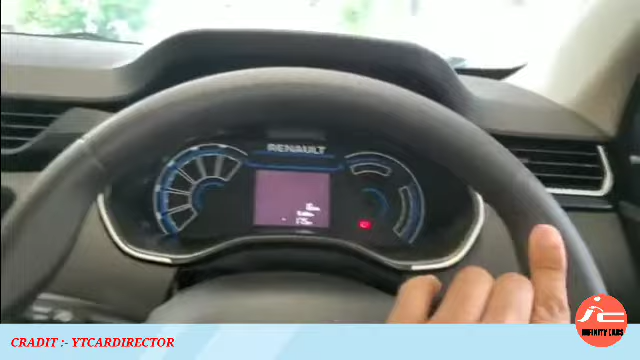 RENAULT
CRADIT :- YTCARDIRECTOR
INFINITY CARS